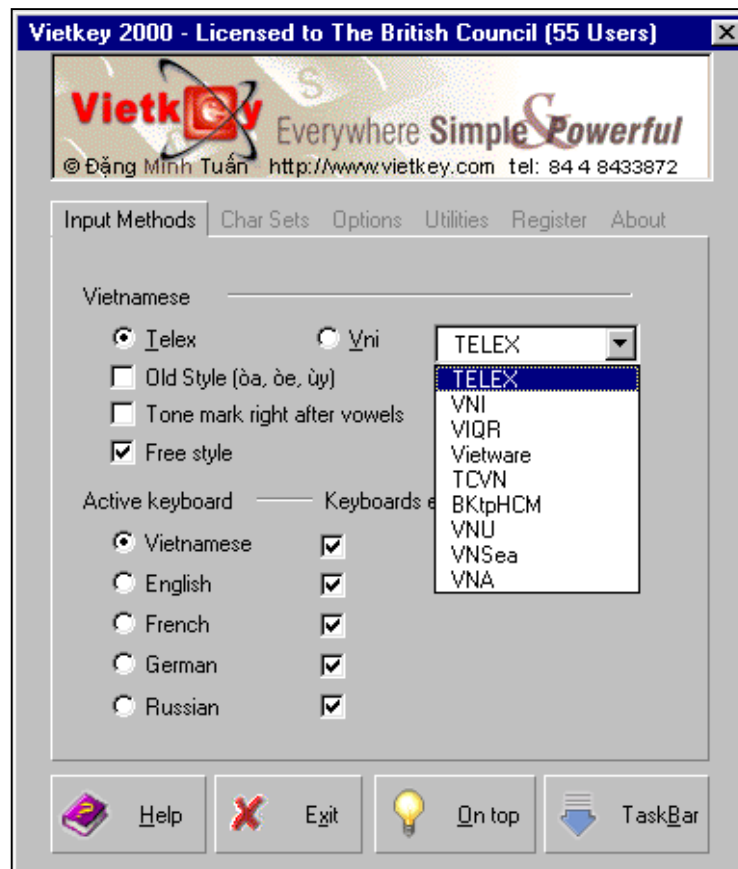 Vietkey 2000 - Licensed to The British Council (55 Users)
Vietkey Everywhere Simple & Powerful
© Đặng Minh Tuấn http://www.vietkey.com tel: 84 4 8433872
Input Methods Char Sets Options Utilities Register About
Vietnamese
Telex Vni TELEX
Old Style (òa, òe, ùy) TELEX
VNI
Tone mark right after vowels VIQR
Free style Vietware
TCVN
Active keyboard Keyboards e BKtpHCM
VNU
Vietnamese VNSea
English VNA
French
German
Russian
Help Exit On top TaskBar